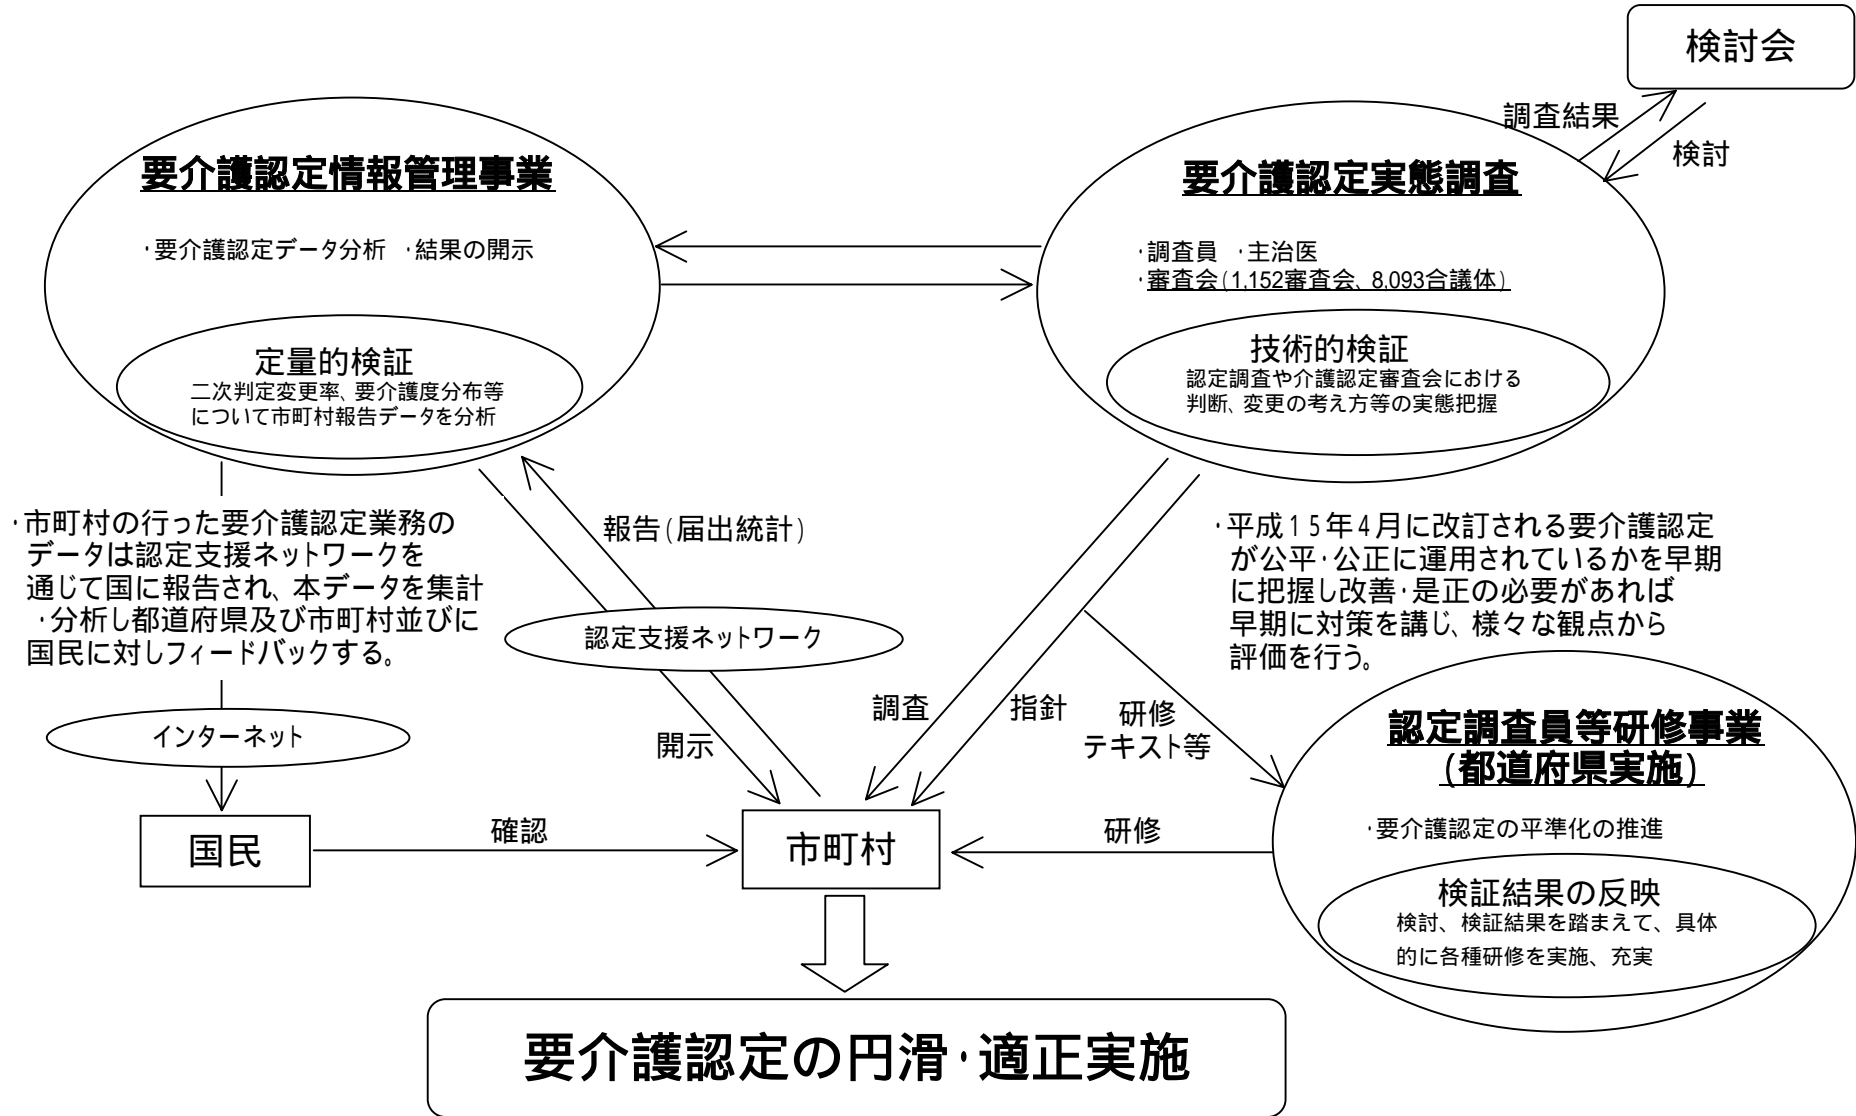 検討会
調査結果
検討
要介護認定情報管理事業
・要介護認定データ分析 ・結果の開示
定量的検証
二次判定変更率、要介護度分布等
について市町村報告データを分析
要介護認定実態調査
・調査員 ・主治医
・審査会(1,152審査会、8,093合議体)
技術的検証
認定調査や介護認定審査会における
判断、変更の考え方等の実態把握
・市町村の行った要介護認定業務の
データは認定支援ネットワークを
通じて国に報告され、本データを集計
・分析し都道府県及び市町村並びに
国民に対しフィードバックする。
報告(届出統計)
認定支援ネットワーク
開示
・平成15年4月に改訂される要介護認定
が公平・公正に運用されているかを早期
に把握し改善・是正の必要があれば
早期に対策を講じ、様々な観点から
評価を行う。
調査
指針
研修
テキスト等
インターネット
認定調査員等研修事業
(都道府県実施)
・要介護認定の平準化の推進
検証結果の反映
検討、検証結果を踏まえて、具体
的に各種研修を実施、充実
国民
確認
市町村
研修
要介護認定の円滑・適正実施